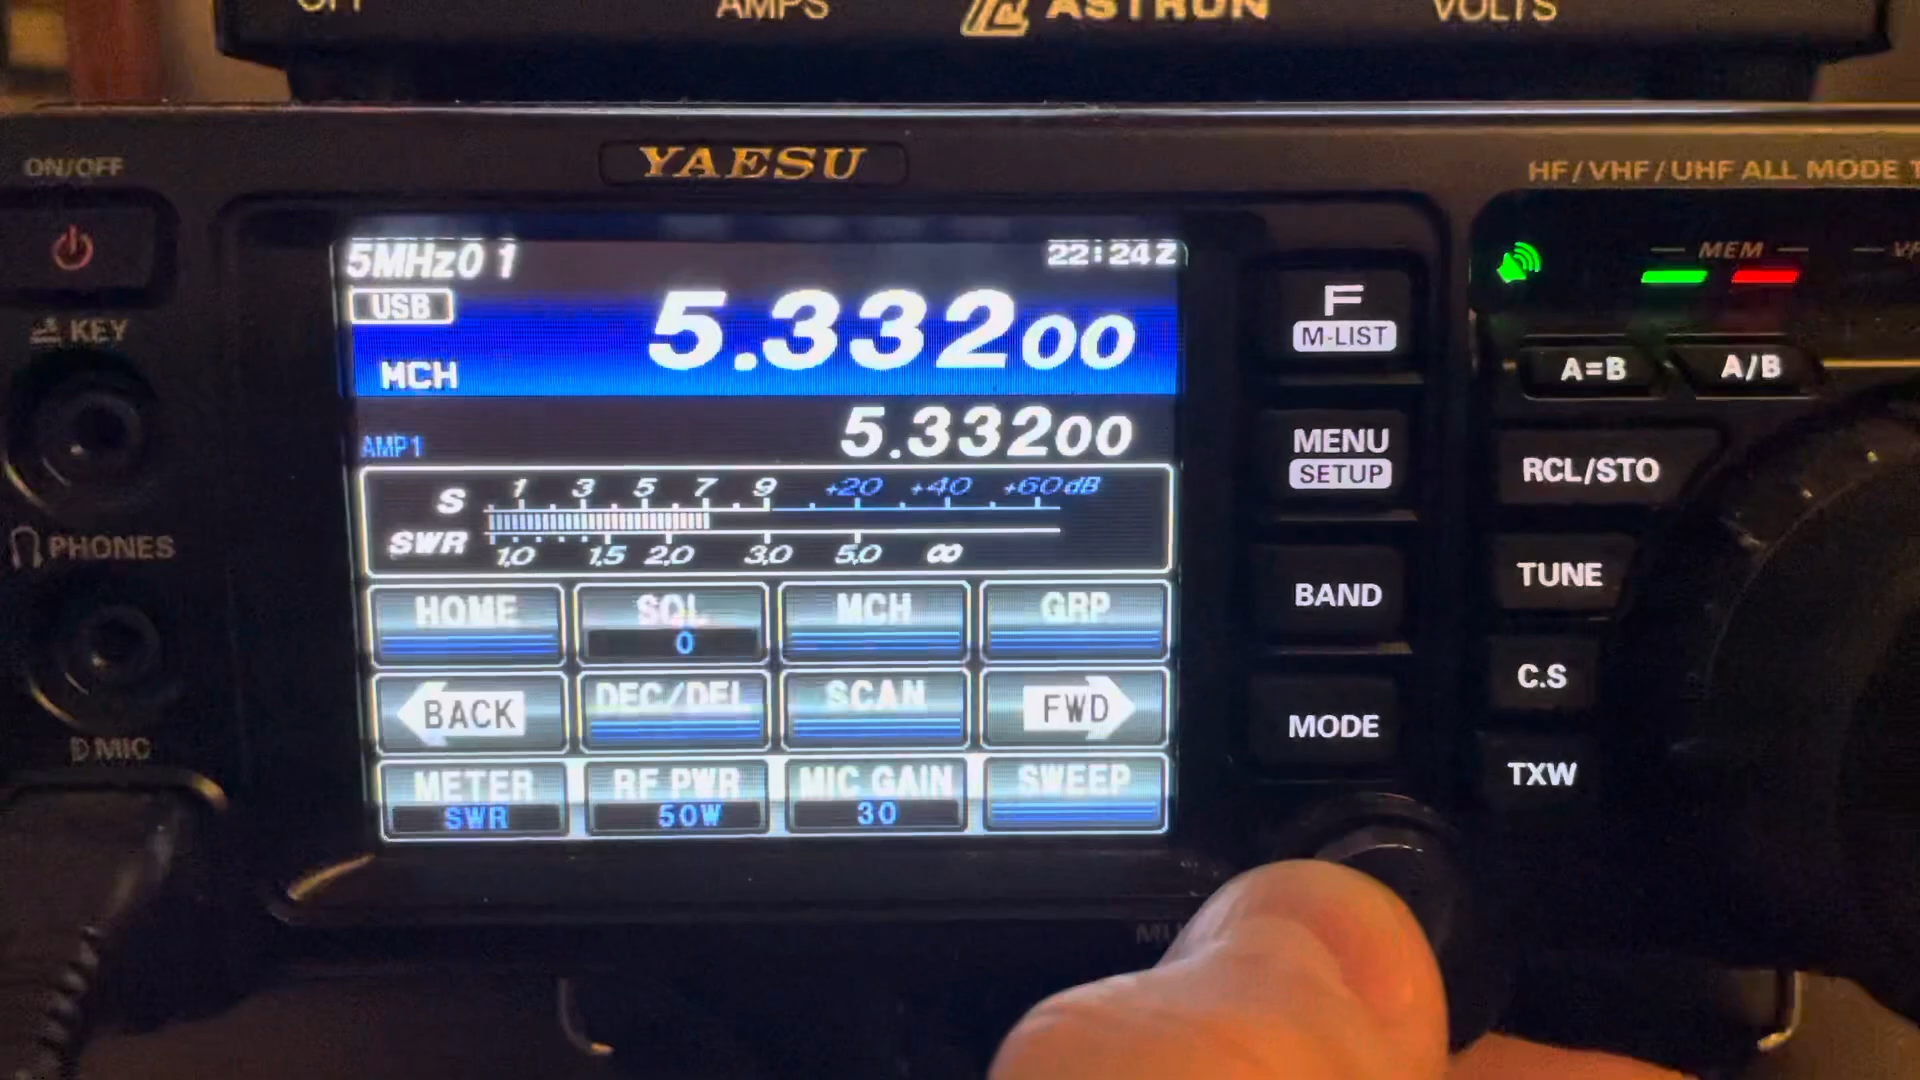 OFF AMPS ASTRON VOLTS
ON/OFF
YAESU
HF/VHF/UHF ALL MODE
5MHz01 22:24Z
USB 5.33200
MCH
AMP1 5.33200
S 1 3 5 7 9 +20 +40 +60dB
SWR 1.0 1.5 2.0 3.0 5.0 ∞
HOME SQL MCH GRP
0
BACK DEC/DEL SCAN FWD
METER RF PWR MIC GAIN SWEEP
SWR 50W 30
KEY
PHONES
MIC
F
M-LIST
MENU
SETUP
BAND
MODE
MEM
A=B A/B
RCL/STO
TUNE
C.S
TXW